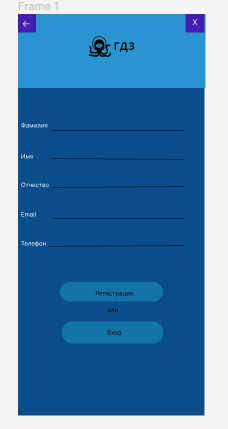 Frame 1
← X
ГДЗ
Фамилия
Имя
Отчество
Email
Телефон
Регистрация
или
Вход